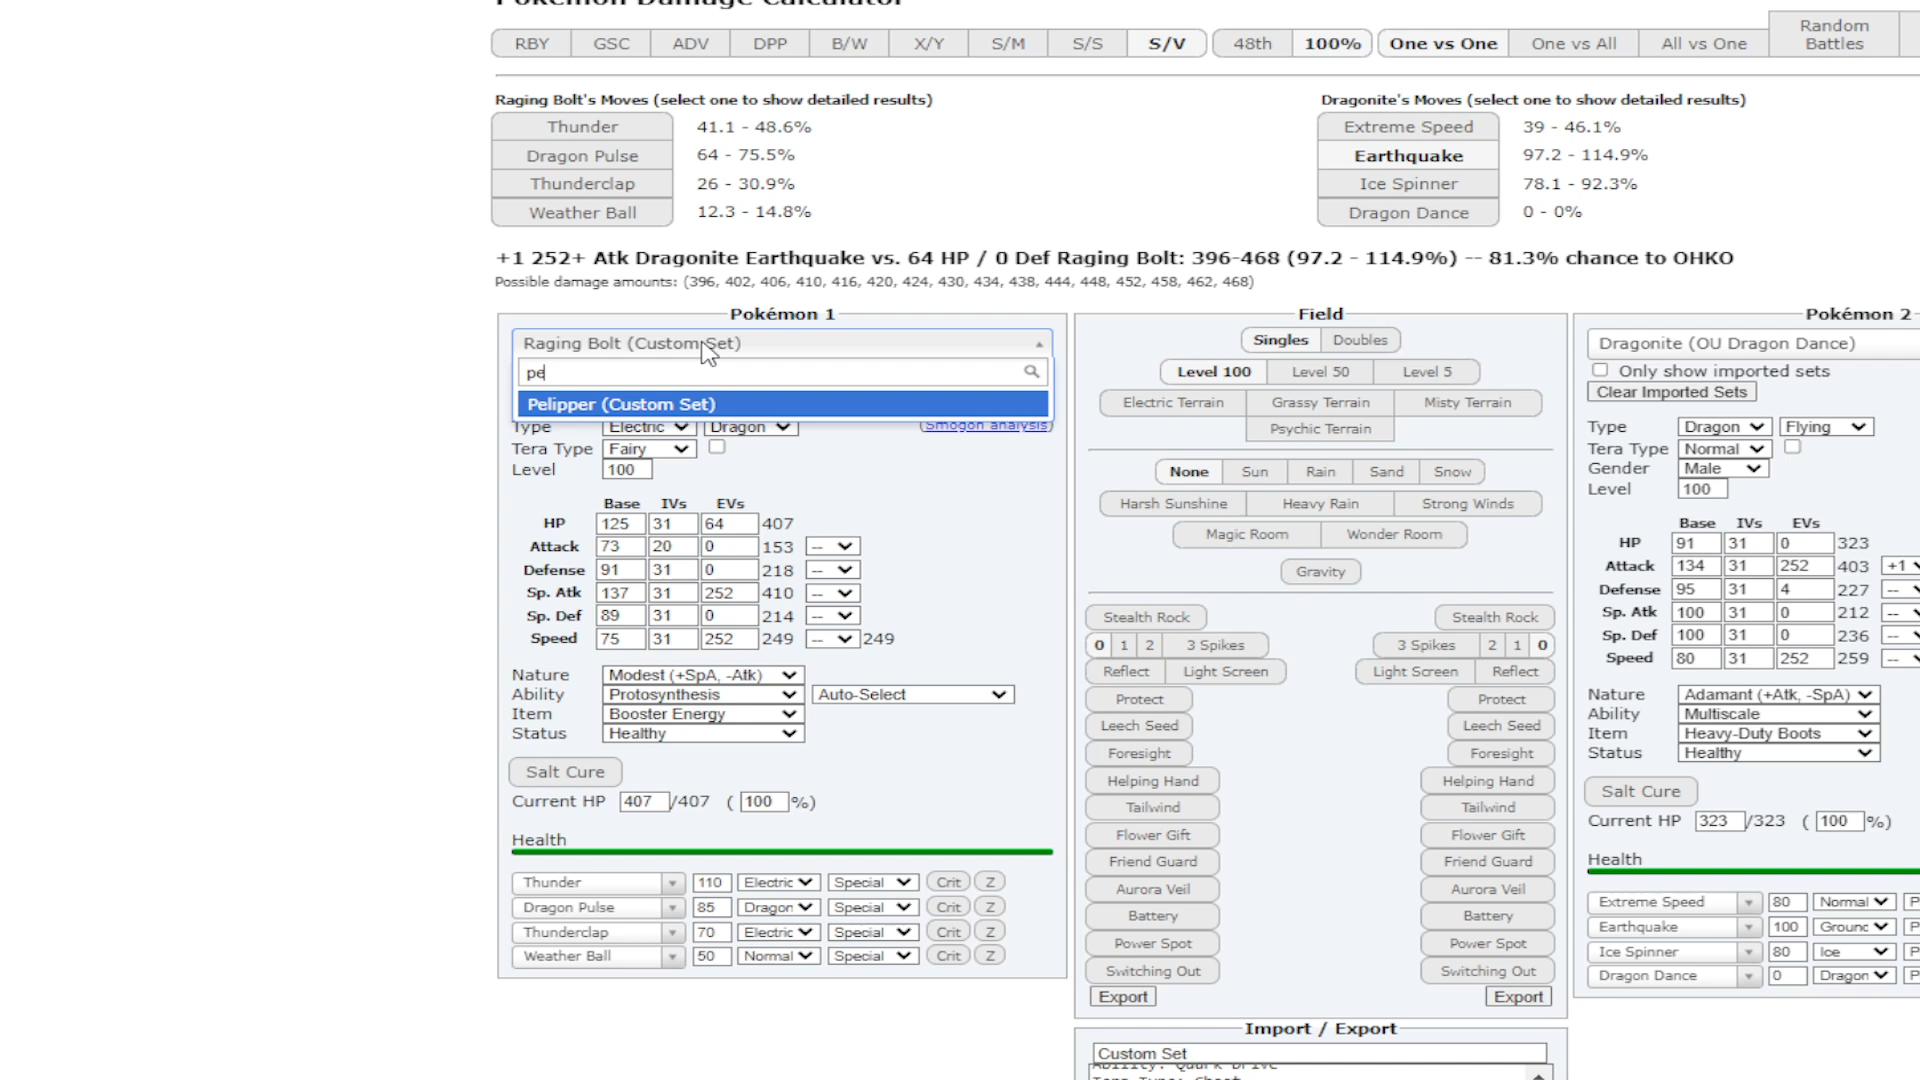 Pokémon Damage Calculator
RBY GSC ADV DPP B/W X/Y S/M S/S S/V 48th 100% One vs One One vs All All vs One Random Battles
Raging Bolt's Moves (select one to show detailed results)
Thunder 41.1 - 48.6%
Dragon Pulse 64 - 75.5%
Thunderclap 26 - 30.9%
Weather Ball 12.3 - 14.8%
Dragonite's Moves (select one to show detailed results)
Extreme Speed 39 - 46.1%
Earthquake 97.2 - 114.9%
Ice Spinner 78.1 - 92.3%
Dragon Dance 0 - 0%
+1 252+ Atk Dragonite Earthquake vs. 64 HP / 0 Def Raging Bolt: 396-468 (97.2 - 114.9%) -- 81.3% chance to OHKO
Possible damage amounts: (396, 402, 406, 410, 416, 420, 424, 430, 434, 438, 444, 448, 452, 458, 462, 468)
Pokémon 1
Raging Bolt (Custom Set)
pe
Pelipper (Custom Set)
Type Electric Dragon Smogon analysis
Tera Type Fairy
Level 100
Base IVs EVs
HP 125 31 64 407
Attack 73 20 0 153 --
Defense 91 31 0 218 --
Sp. Atk 137 31 252 410 --
Sp. Def 89 31 0 214 --
Speed 75 31 252 249 -- 249
Nature Modest (+SpA, -Atk)
Ability Protosynthesis Auto-Select
Item Booster Energy
Status Healthy
Salt Cure
Current HP 407 /407 ( 100 %)
Health
Thunder 110 Electric Special Crit Z
Dragon Pulse 85 Dragon Special Crit Z
Thunderclap 70 Electric Special Crit Z
Weather Ball 50 Normal Special Crit Z
Field
Singles Doubles
Level 100 Level 50 Level 5
Electric Terrain Grassy Terrain Misty Terrain
Psychic Terrain
None Sun Rain Sand Snow
Harsh Sunshine Heavy Rain Strong Winds
Magic Room Wonder Room
Gravity
Stealth Rock Stealth Rock
0 1 2 3 Spikes 3 Spikes 2 1 0
Reflect Light Screen Light Screen Reflect
Protect Protect
Leech Seed Leech Seed
Foresight Foresight
Helping Hand Helping Hand
Tailwind Tailwind
Flower Gift Flower Gift
Friend Guard Friend Guard
Aurora Veil Aurora Veil
Battery Battery
Power Spot Power Spot
Switching Out Switching Out
Export Export
Import / Export
Custom Set
Ability: Quark Drive
Tera Type: Ghost
Pokémon 2
Dragonite (OU Dragon Dance)
Only show imported sets
Clear Imported Sets
Type Dragon Flying
Tera Type Normal
Gender Male
Level 100
Base IVs EVs
HP 91 31 0 323
Attack 134 31 252 403 +1
Defense 95 31 4 227 --
Sp. Atk 100 31 0 212 --
Sp. Def 100 31 0 236 --
Speed 80 31 252 259 --
Nature Adamant (+Atk, -SpA)
Ability Multiscale
Item Heavy-Duty Boots
Status Healthy
Salt Cure
Current HP 323 /323 ( 100 %)
Health
Extreme Speed 80 Normal P
Earthquake 100 Ground P
Ice Spinner 80 Ice P
Dragon Dance 0 Dragon P